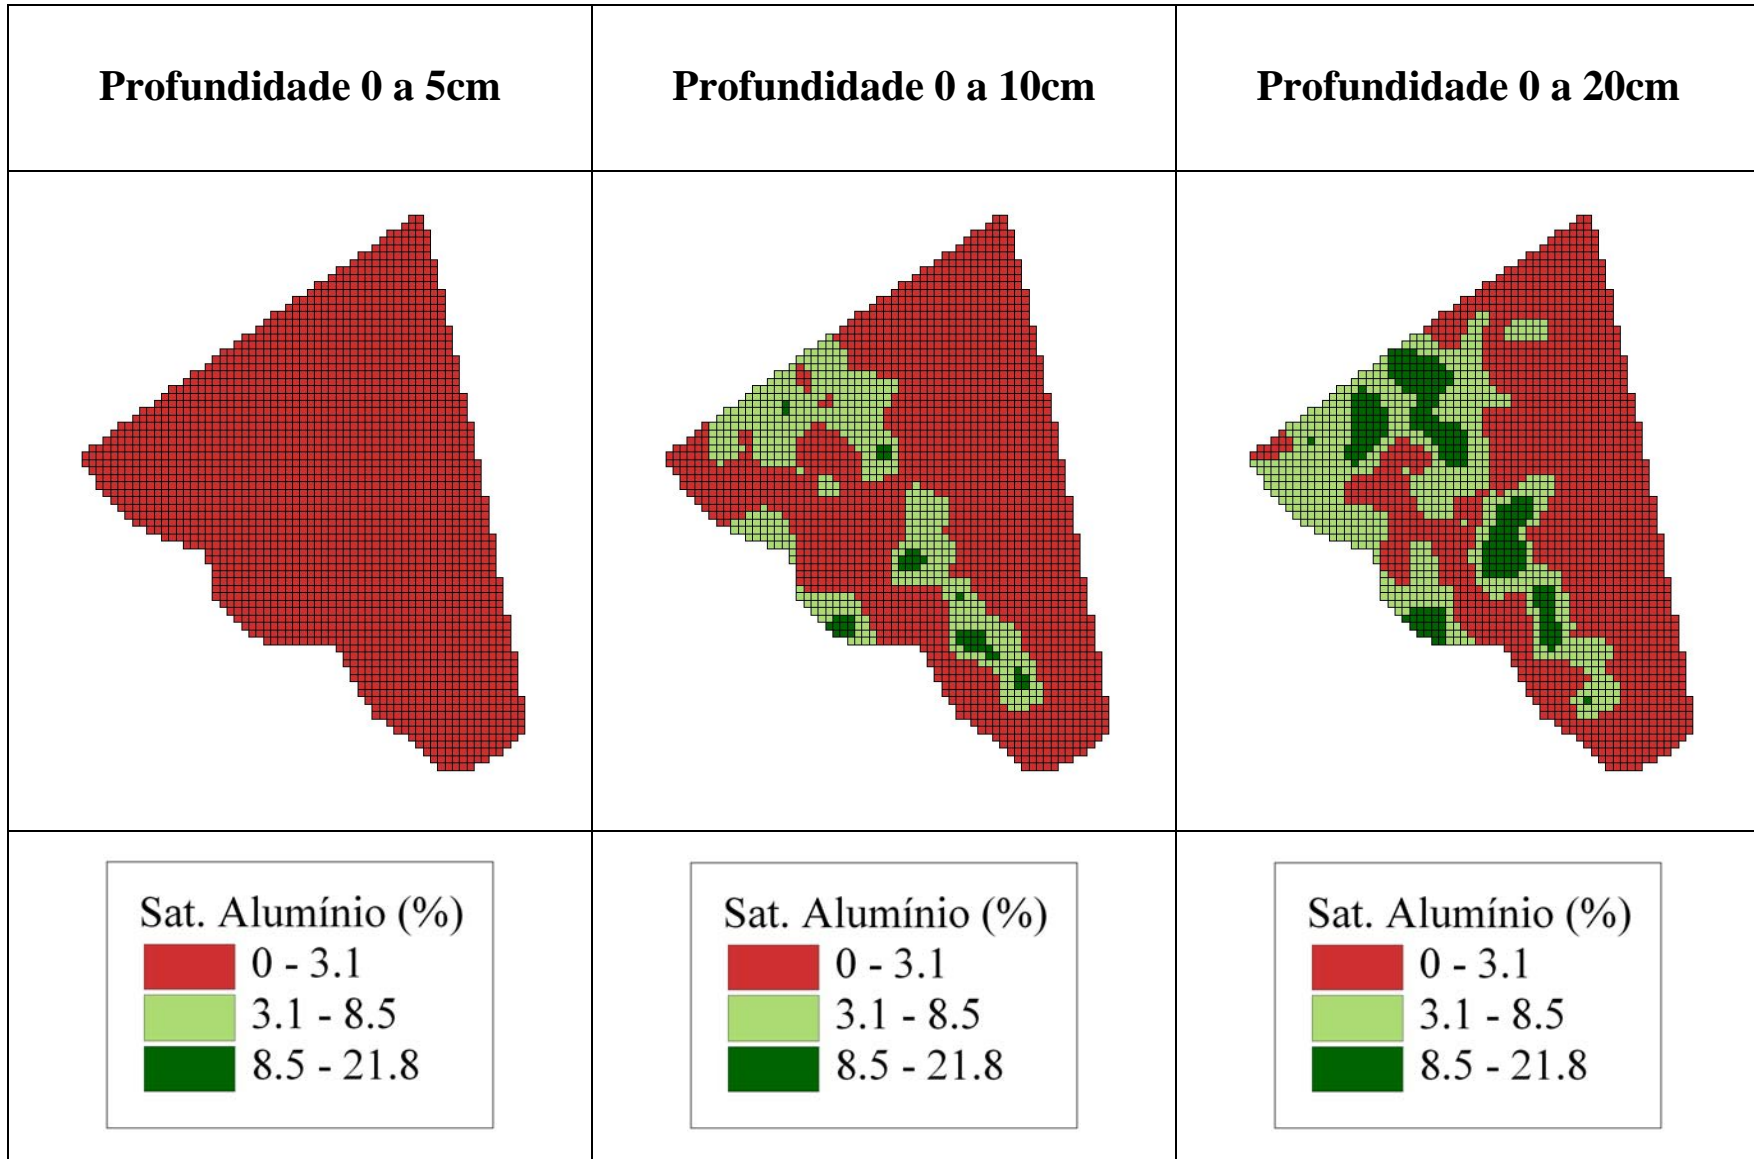 Profundidade 0 a 5cm
Profundidade 0 a 10cm
Profundidade 0 a 20cm
Sat. Alumínio (%)
0 - 3.1
3.1 - 8.5
8.5 - 21.8
Sat. Alumínio (%)
0 - 3.1
3.1 - 8.5
8.5 - 21.8
Sat. Alumínio (%)
0 - 3.1
3.1 - 8.5
8.5 - 21.8